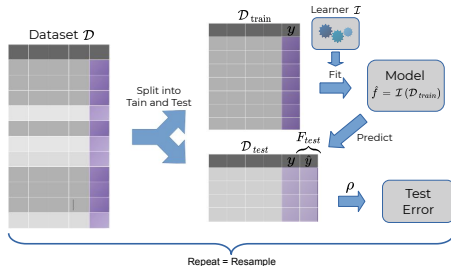 Learner 𝓘
Dataset 𝓓
𝓓train
y
Split into
Tain and Test
Fit
Model
f̂ = 𝓘(𝓓train)
Ftest
Predict
𝓓test
y ŷ
ρ
Test
Error
Repeat = Resample